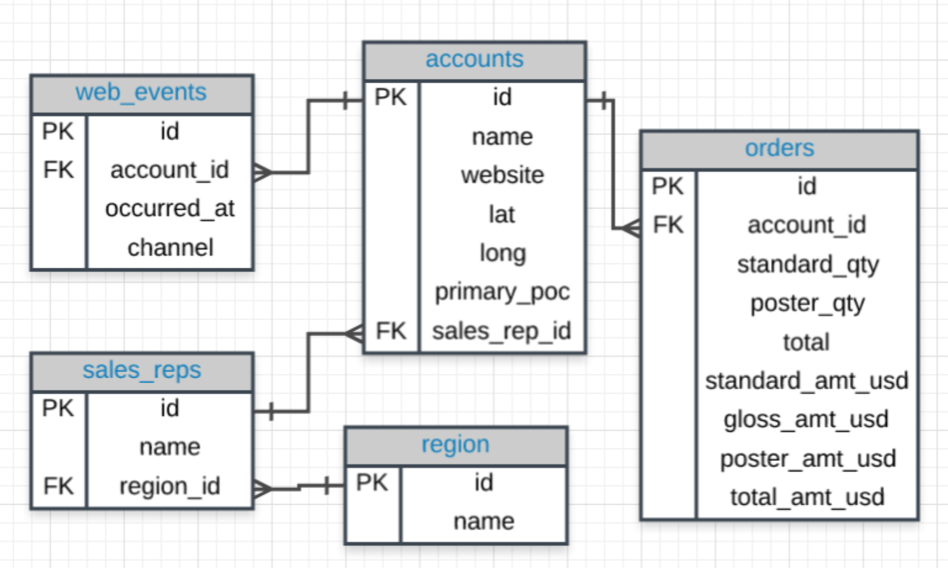 web_events
PK id
FK account_id
occurred_at
channel
accounts
PK id
name
website
lat
long
primary_poc
FK sales_rep_id
orders
PK id
FK account_id
standard_qty
poster_qty
total
standard_amt_usd
gloss_amt_usd
poster_amt_usd
total_amt_usd
sales_reps
PK id
name
FK region_id
region
PK id
name